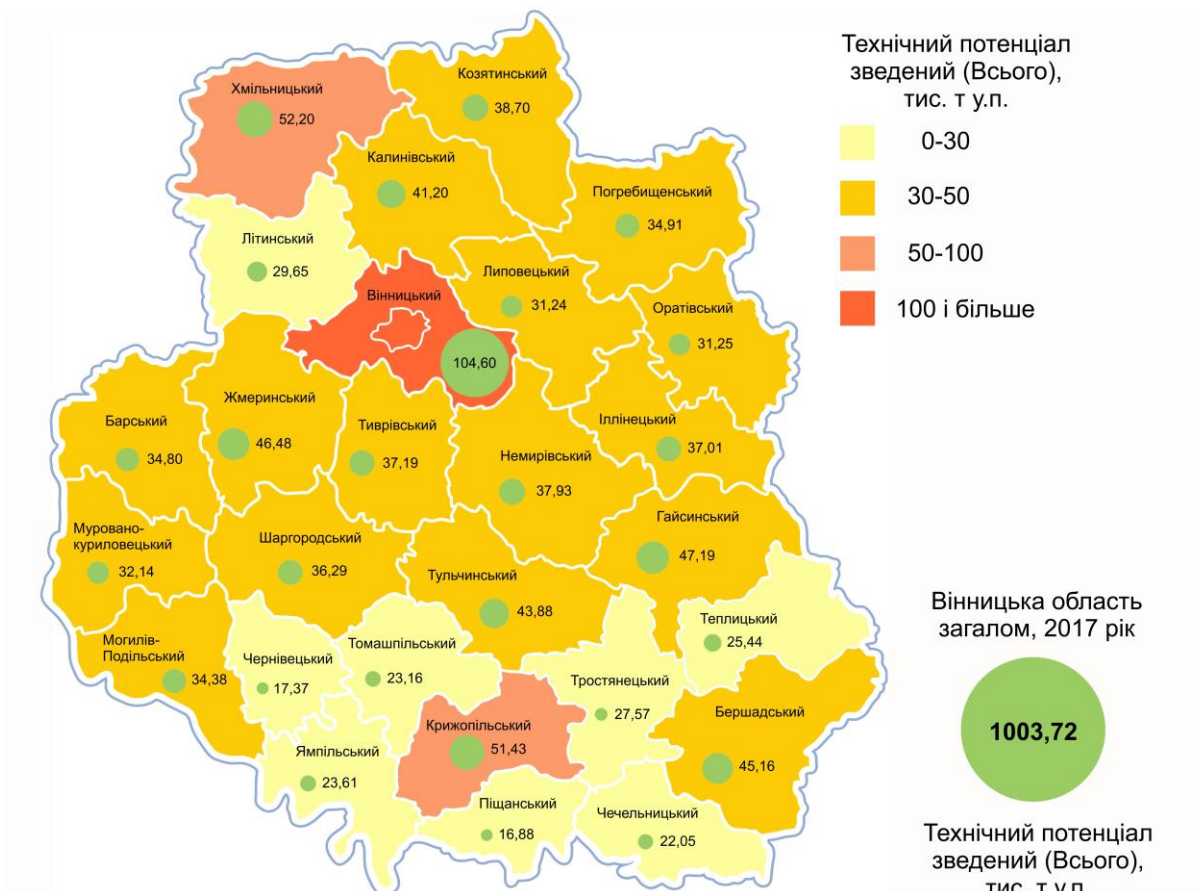 Технічний потенціал
зведений (Всього),
тис. т у.п.
0-30
30-50
50-100
100 і більше
Козятинський
38,70
Хмільницький
52,20
Калинівський
41,20
Погребищенський
34,91
Літинський
29,65
Липовецький
31,24
Вінницький
104,60
Оратівський
31,25
Жмеринський
46,48
Барський
34,80
Тиврівський
37,19
Іллінецький
37,01
Немирівський
37,93
Гайсинський
47,19
Муровано-
куриловецький
32,14
Шаргородський
36,29
Тульчинський
43,88
Теплицький
25,44
Могилів-
Подільський
34,38
Чернівецький
17,37
Томашпільський
23,16
Тростянецький
27,57
Бершадський
45,16
Крижопільський
51,43
Ямпільський
23,61
Піщанський
16,88
Чечельницький
22,05
Вінницька область
загалом, 2017 рік
1003,72
Технічний потенціал
зведений (Всього),
тис. т у.п.